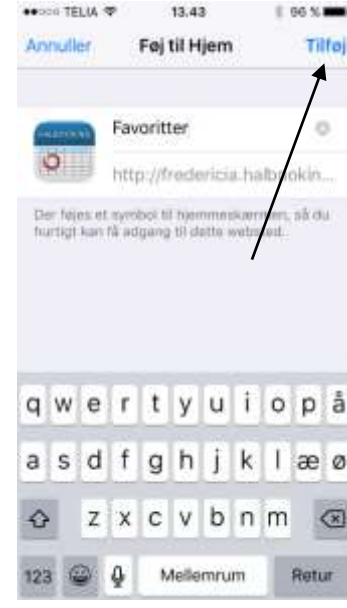 TELIA 13.43 66 %
Annuller Føj til Hjem Tilføj
Favoritter
http://fredericia.halbookin...
Der føjes et symbol til hjemmeskærmen, så du
hurtigt kan få adgang til dette websted.
q w e r t y u i o p å
a s d f g h j k l æ ø
z x c v b n m
123 Mellemrum Retur